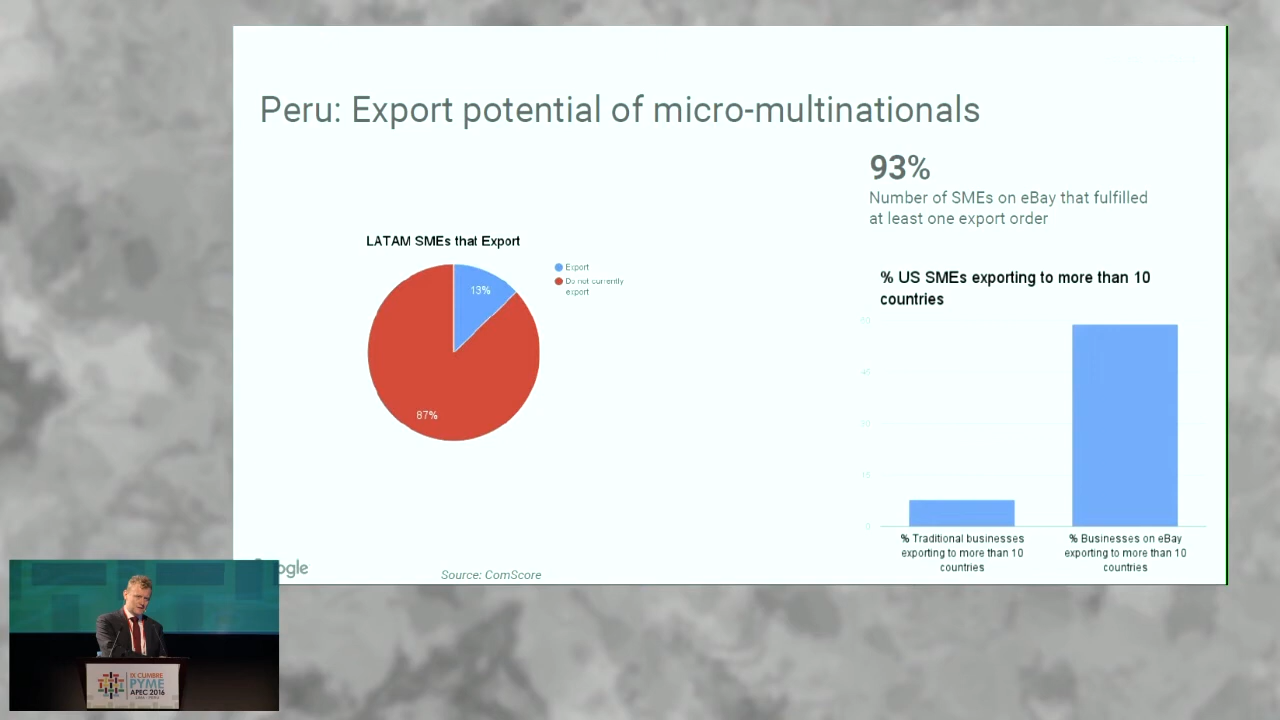 Peru: Export potential of micro-multinationals
93%
Number of SMEs on eBay that fulfilled
at least one export order
LATAM SMEs that Export
Export
Do not currently
export
13%
87%
% US SMEs exporting to more than 10
countries
0
% Traditional businesses
exporting to more than 10
countries
% Businesses on eBay
exporting to more than 10
countries
ogle
Source: ComScore
IX CUMBRE
PYME
APEC 2016